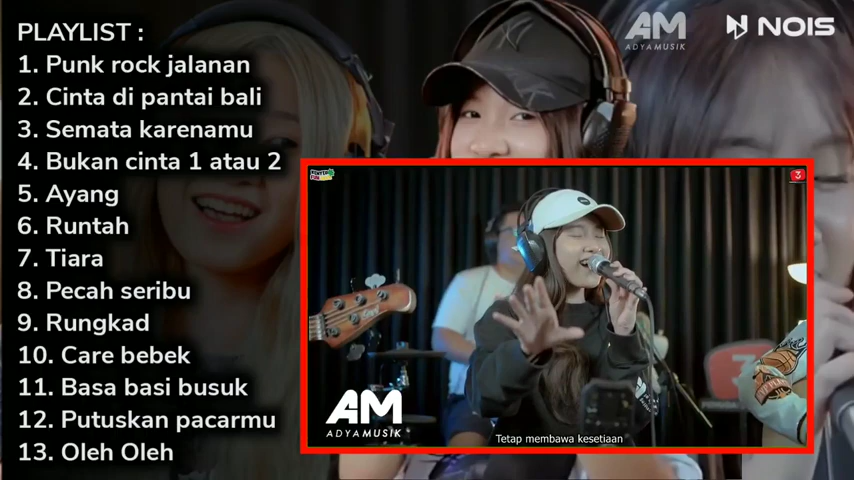 PLAYLIST :
1. Punk rock jalanan
2. Cinta di pantai bali
3. Semata karenamu
4. Bukan cinta 1 atau 2
5. Ayang
6. Runtah
7. Tiara
8. Pecah seribu
9. Rungkad
10. Care bebek
11. Basa basi busuk
12. Putuskan pacarmu
13. Oleh Oleh
AM
ADYAMUSIK
NOIS
3
AM
ADYAMUSIK
Tetap membawa kesetiaan